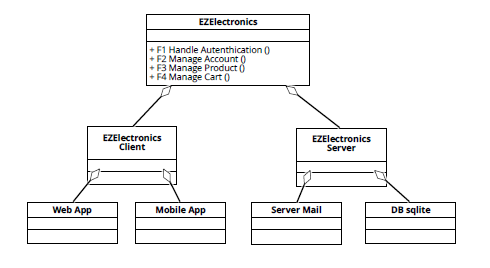 EZElectronics
+ F1 Handle Autenthication ()
+ F2 Manage Account ()
+ F3 Manage Product ()
+ F4 Manage Cart ()
EZElectronics
Client
EZElectronics
Server
Web App
Mobile App
Server Mail
DB sqlite